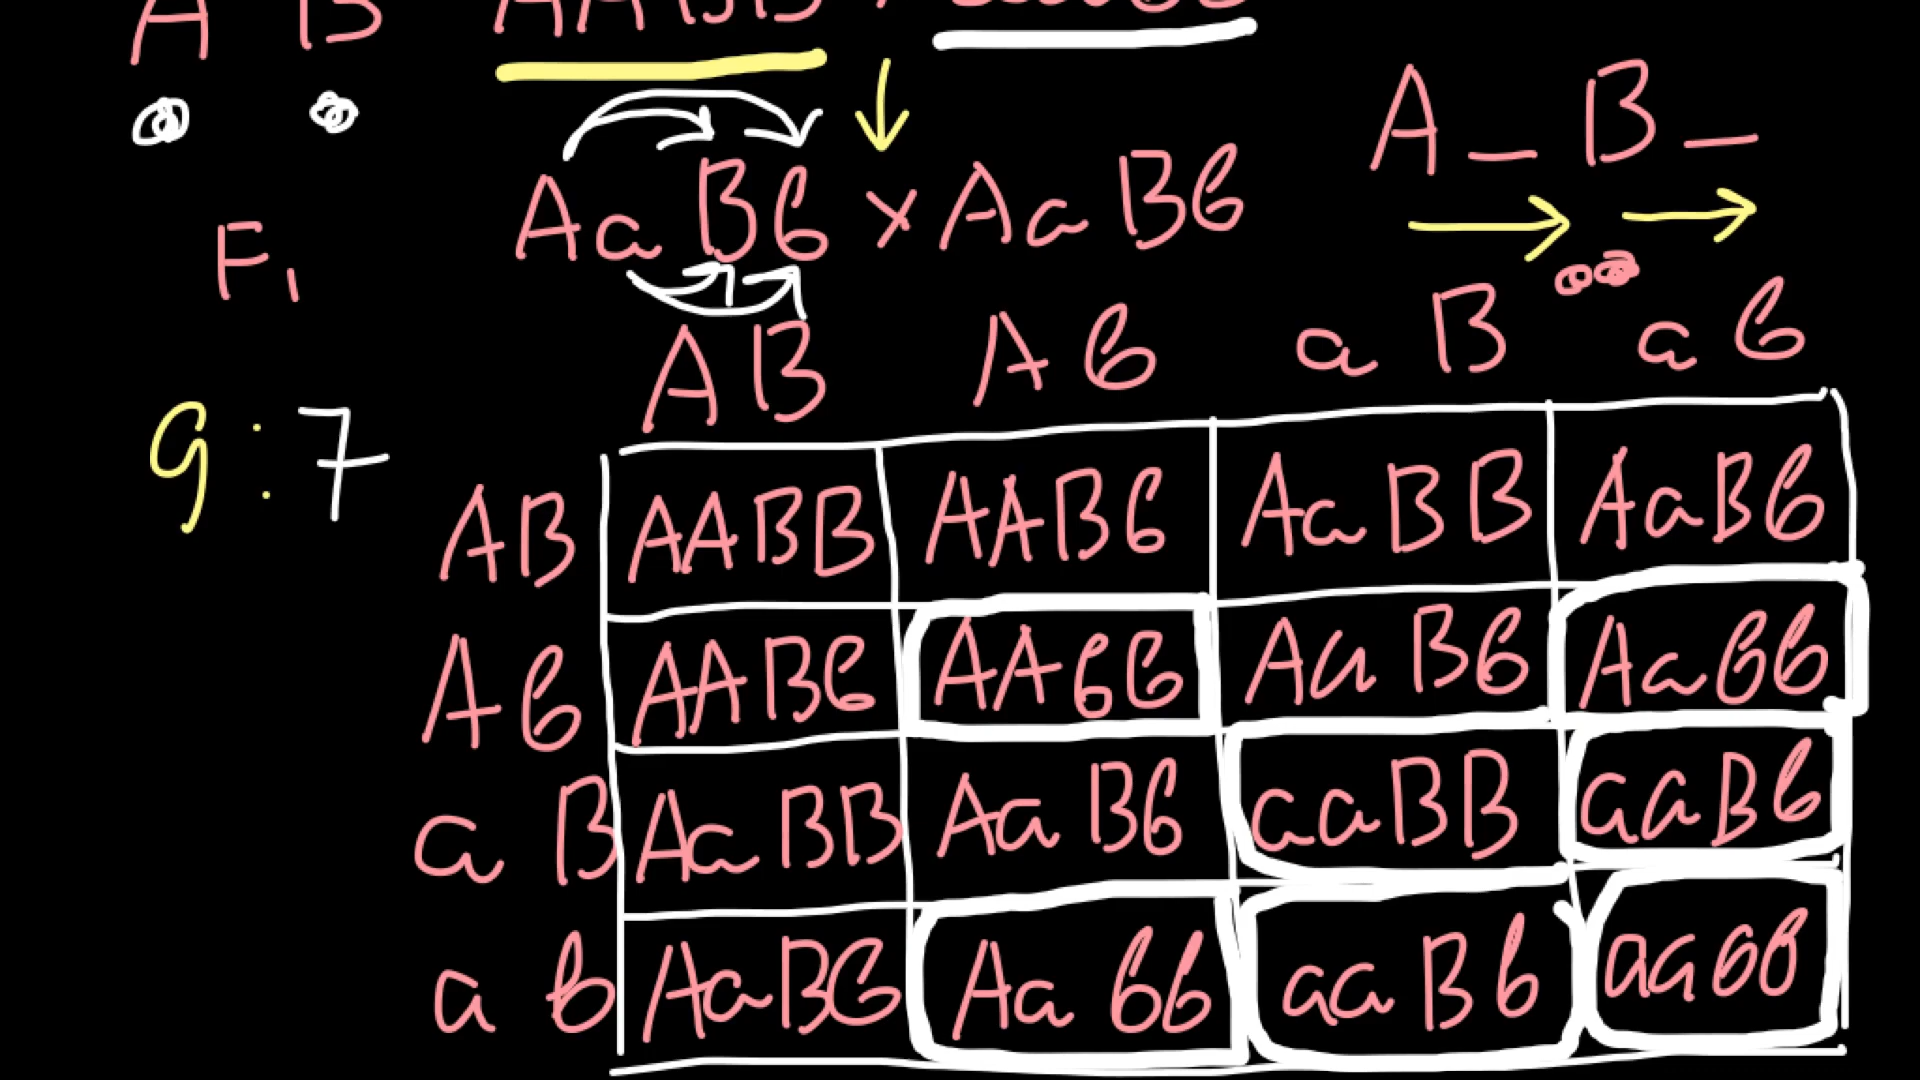 A B AABB × aabb
A_ B_
F₁ AaBb × AaBb
AB Ab aB ab
9 : 7
AB AABB AABb AaBB AaBb
Ab AABb AAbb AaBb Aabb
aB AaBB AaBb aaBB aaBb
ab AaBb Aabb aaBb aabb